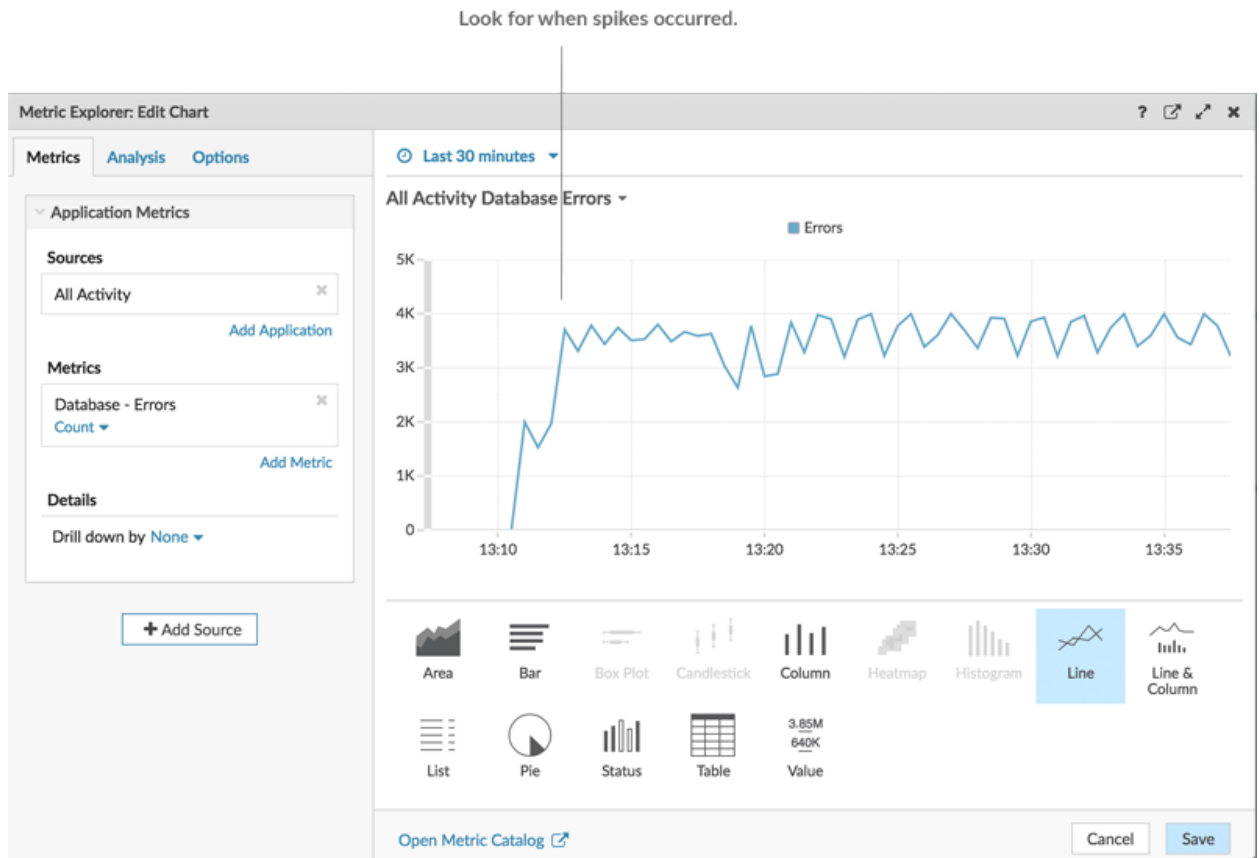 Look for when spikes occurred.
Metric Explorer: Edit Chart
?
Metrics Analysis Options
Last 30 minutes
Application Metrics
Sources
All Activity
Add Application
Metrics
Database - Errors
Count
Add Metric
Details
Drill down by None
+ Add Source
All Activity Database Errors
Errors
5K
4K
3K
2K
1K
0
13:10 13:15 13:20 13:25 13:30 13:35
Area Bar Box Plot Candlestick Column Heatmap Histogram Line Line &
Column
3.85M
640K
List Pie Status Table Value
Open Metric Catalog
Cancel Save